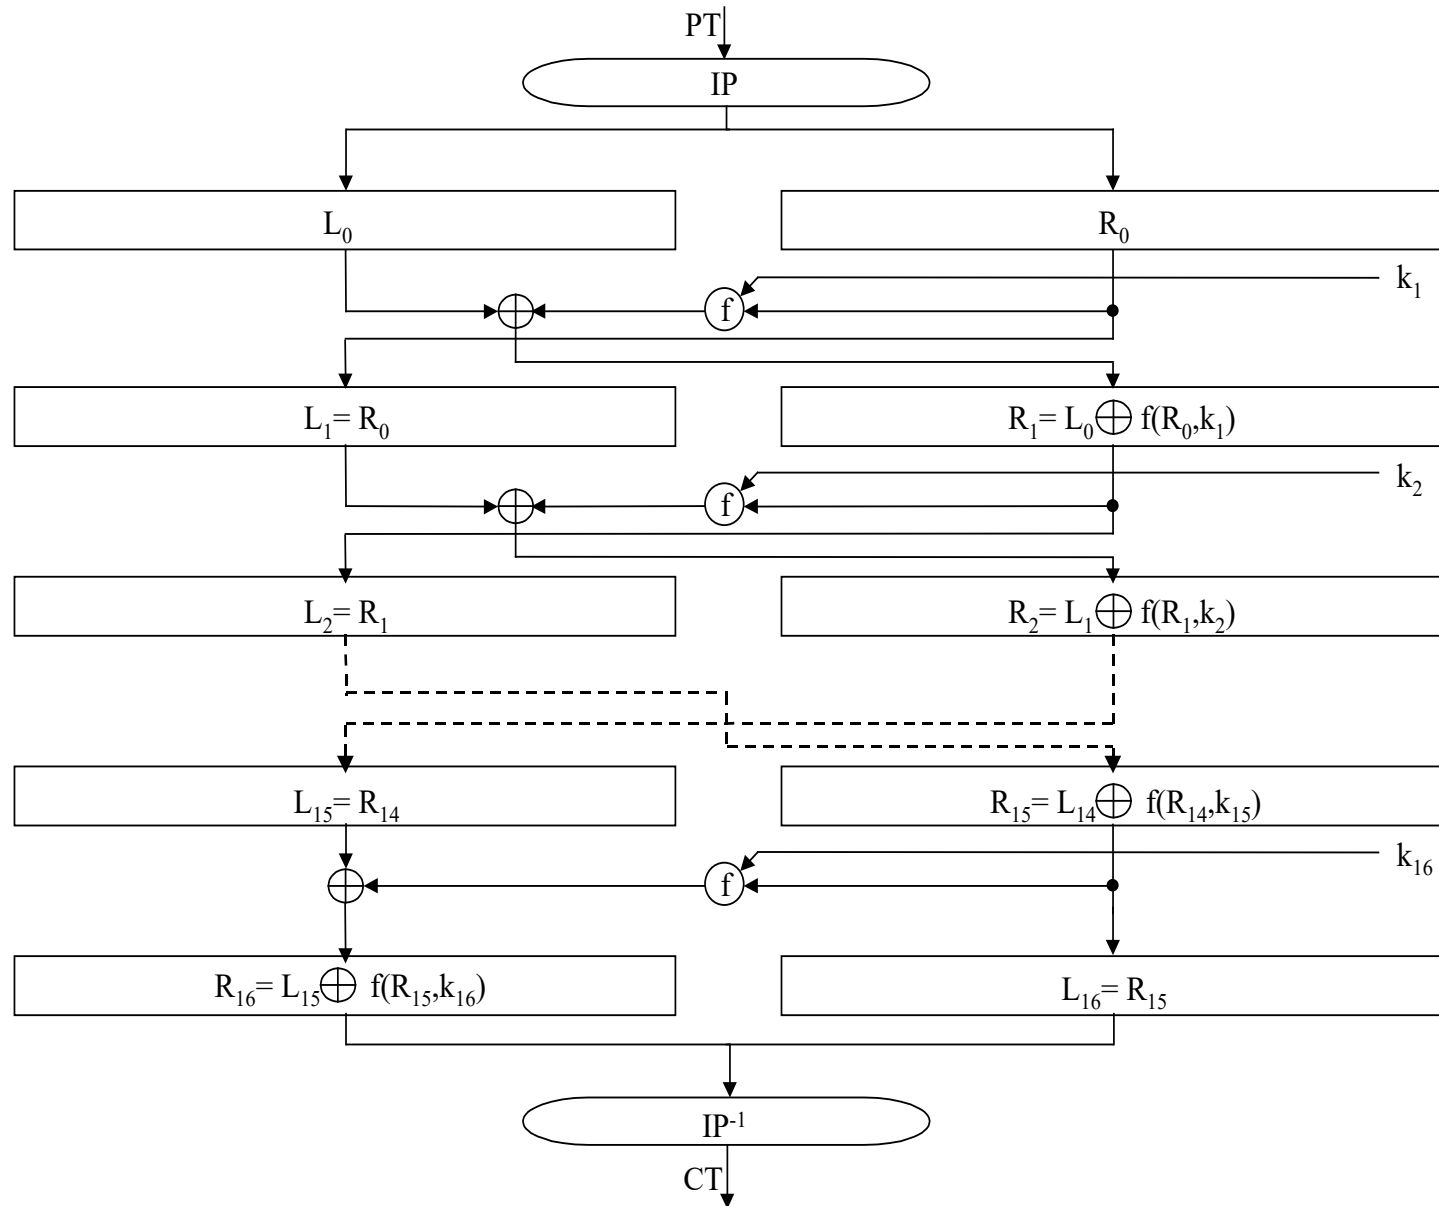 PT
IP
L₀
R₀
k₁
f
L₁= R₀
R₁= L₀ ⊕ f(R₀,k₁)
k₂
f
L₂= R₁
R₂= L₁ ⊕ f(R₁,k₂)
L₁₅= R₁₄
R₁₅= L₁₄ ⊕ f(R₁₄,k₁₅)
k₁₆
f
R₁₆= L₁₅ ⊕ f(R₁₅,k₁₆)
L₁₆= R₁₅
IP⁻¹
CT